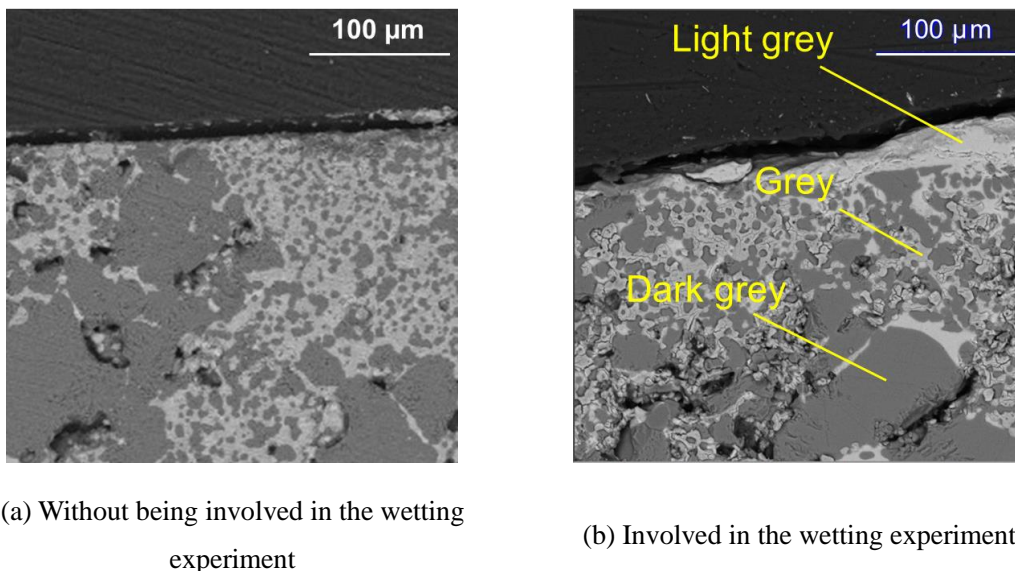 100 µm
100 µm
Light grey
Grey
Dark grey
(a) Without being involved in the wetting
experiment
(b) Involved in the wetting experiment